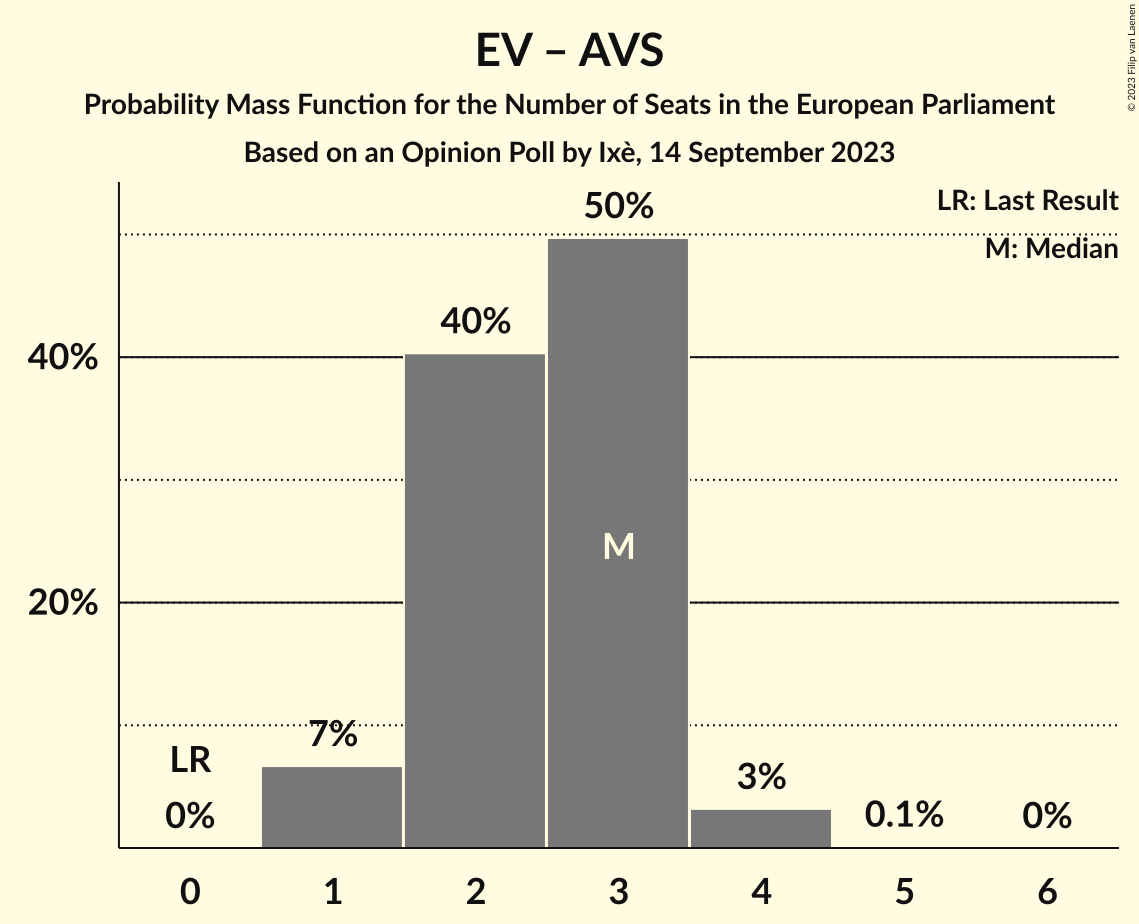 EV – AVS
Probability Mass Function for the Number of Seats in the European Parliament
Based on an Opinion Poll by Ixè, 14 September 2023
© 2023 Filip van Laenen
LR: Last Result
M: Median
50%
40%
40%
M
20%
7%
LR
3%
0%
0.1%
0%
0 1 2 3 4 5 6